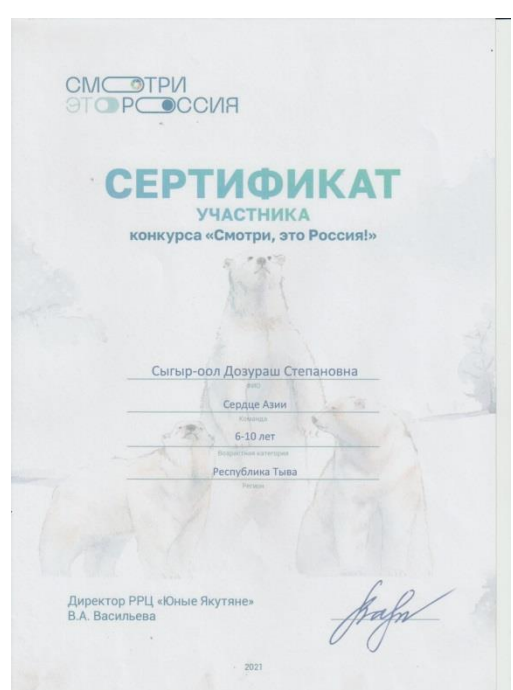 СМОТРИ
ЭТО РОССИЯ
СЕРТИФИКАТ
УЧАСТНИКА
конкурса «Смотри, это Россия!»
Сыгыр-оол Дозураш Степановна
ФИО
Сердце Азии
Команда
6-10 лет
Возрастная категория
Республика Тыва
Регион
Директор РРЦ «Юные Якутяне»
В.А. Васильева
2021